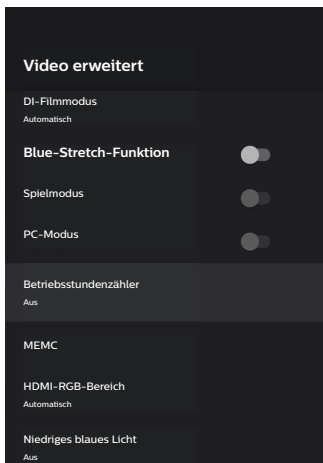 Video erweitert
DI-Filmmodus
Automatisch
Blue-Stretch-Funktion
Spielmodus
PC-Modus
Betriebsstundenzähler
Aus
MEMC
HDMI-RGB-Bereich
Automatisch
Niedriges blaues Licht
Aus